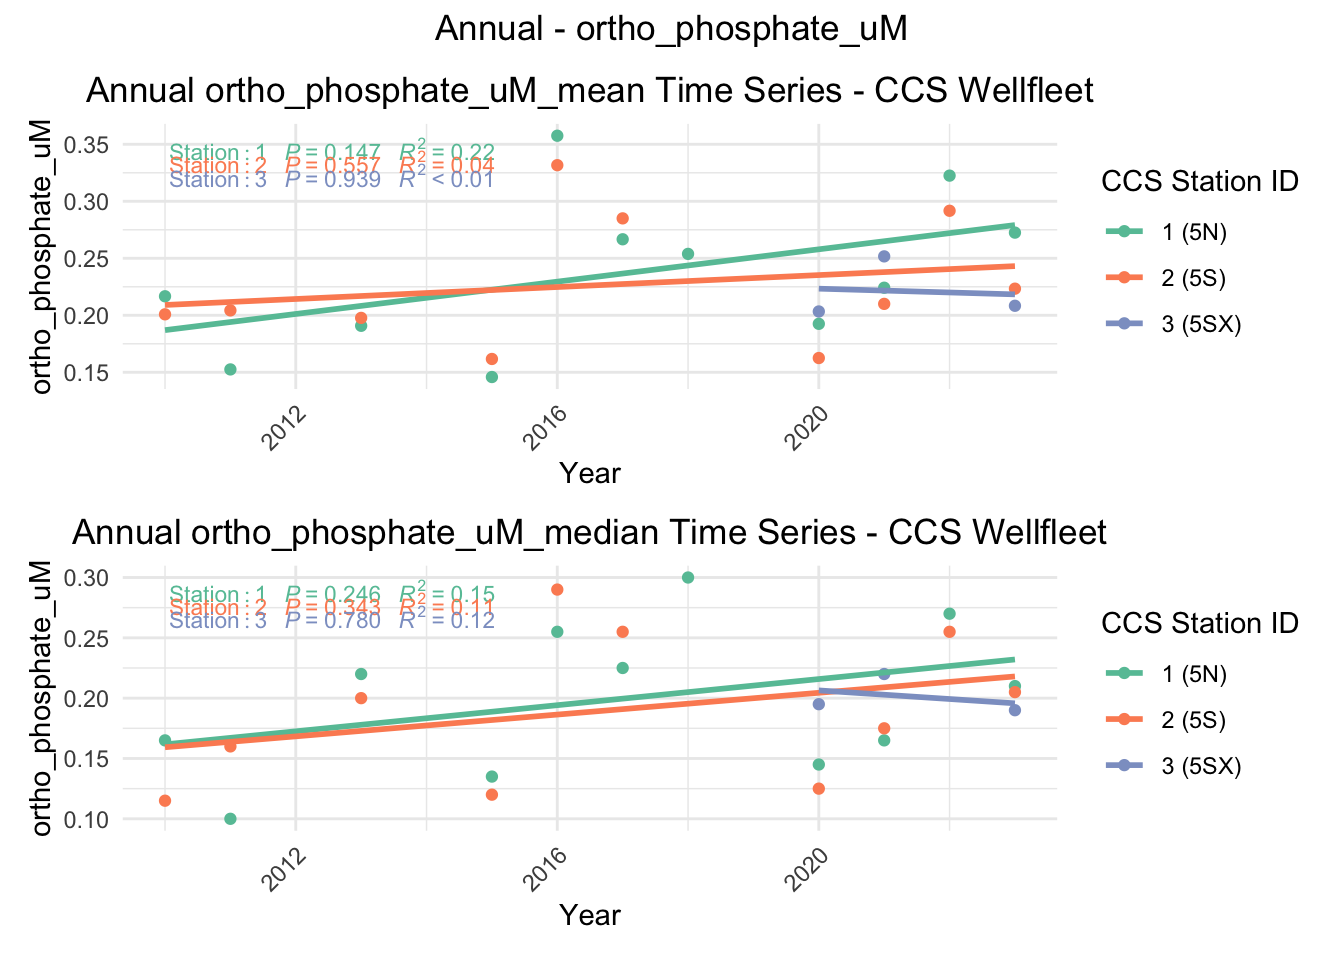 Annual - ortho_phosphate_uM
Annual ortho_phosphate_uM_mean Time Series - CCS Wellfleet
ortho_phosphate_uM
0.35
0.30
0.25
0.20
0.15
Station : 1 P = 0.147 R² = 0.22
Station : 2 P = 0.557 R² = 0.04
Station : 3 P = 0.939 R² < 0.01
2012
2016
2020
Year
CCS Station ID
1 (5N)
2 (5S)
3 (5SX)
Annual ortho_phosphate_uM_median Time Series - CCS Wellfleet
ortho_phosphate_uM
0.30
0.25
0.20
0.15
0.10
Station : 1 P = 0.246 R² = 0.15
Station : 2 P = 0.343 R² = 0.11
Station : 3 P = 0.780 R² = 0.12
2012
2016
2020
Year
CCS Station ID
1 (5N)
2 (5S)
3 (5SX)